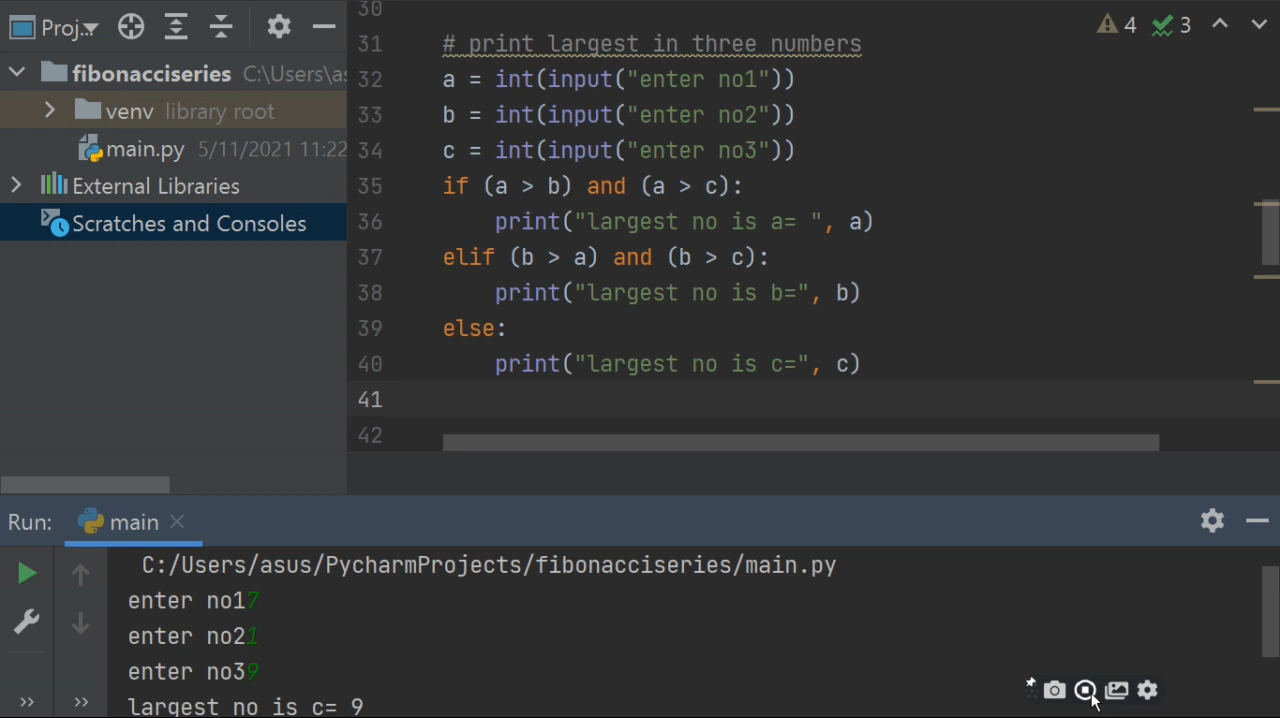 Proj...
fibonacciseries C:\Users\as
venv library root
main.py 5/11/2021 11:22
External Libraries
Scratches and Consoles
4 3
30
31 # print largest in three numbers
32 a = int(input("enter no1"))
33 b = int(input("enter no2"))
34 c = int(input("enter no3"))
35 if (a > b) and (a > c):
36 print("largest no is a= ", a)
37 elif (b > a) and (b > c):
38 print("largest no is b=", b)
39 else:
40 print("largest no is c=", c)
41
42
Run: main
C:/Users/asus/PycharmProjects/fibonacciseries/main.py
enter no17
enter no21
enter no39
largest no is c= 9